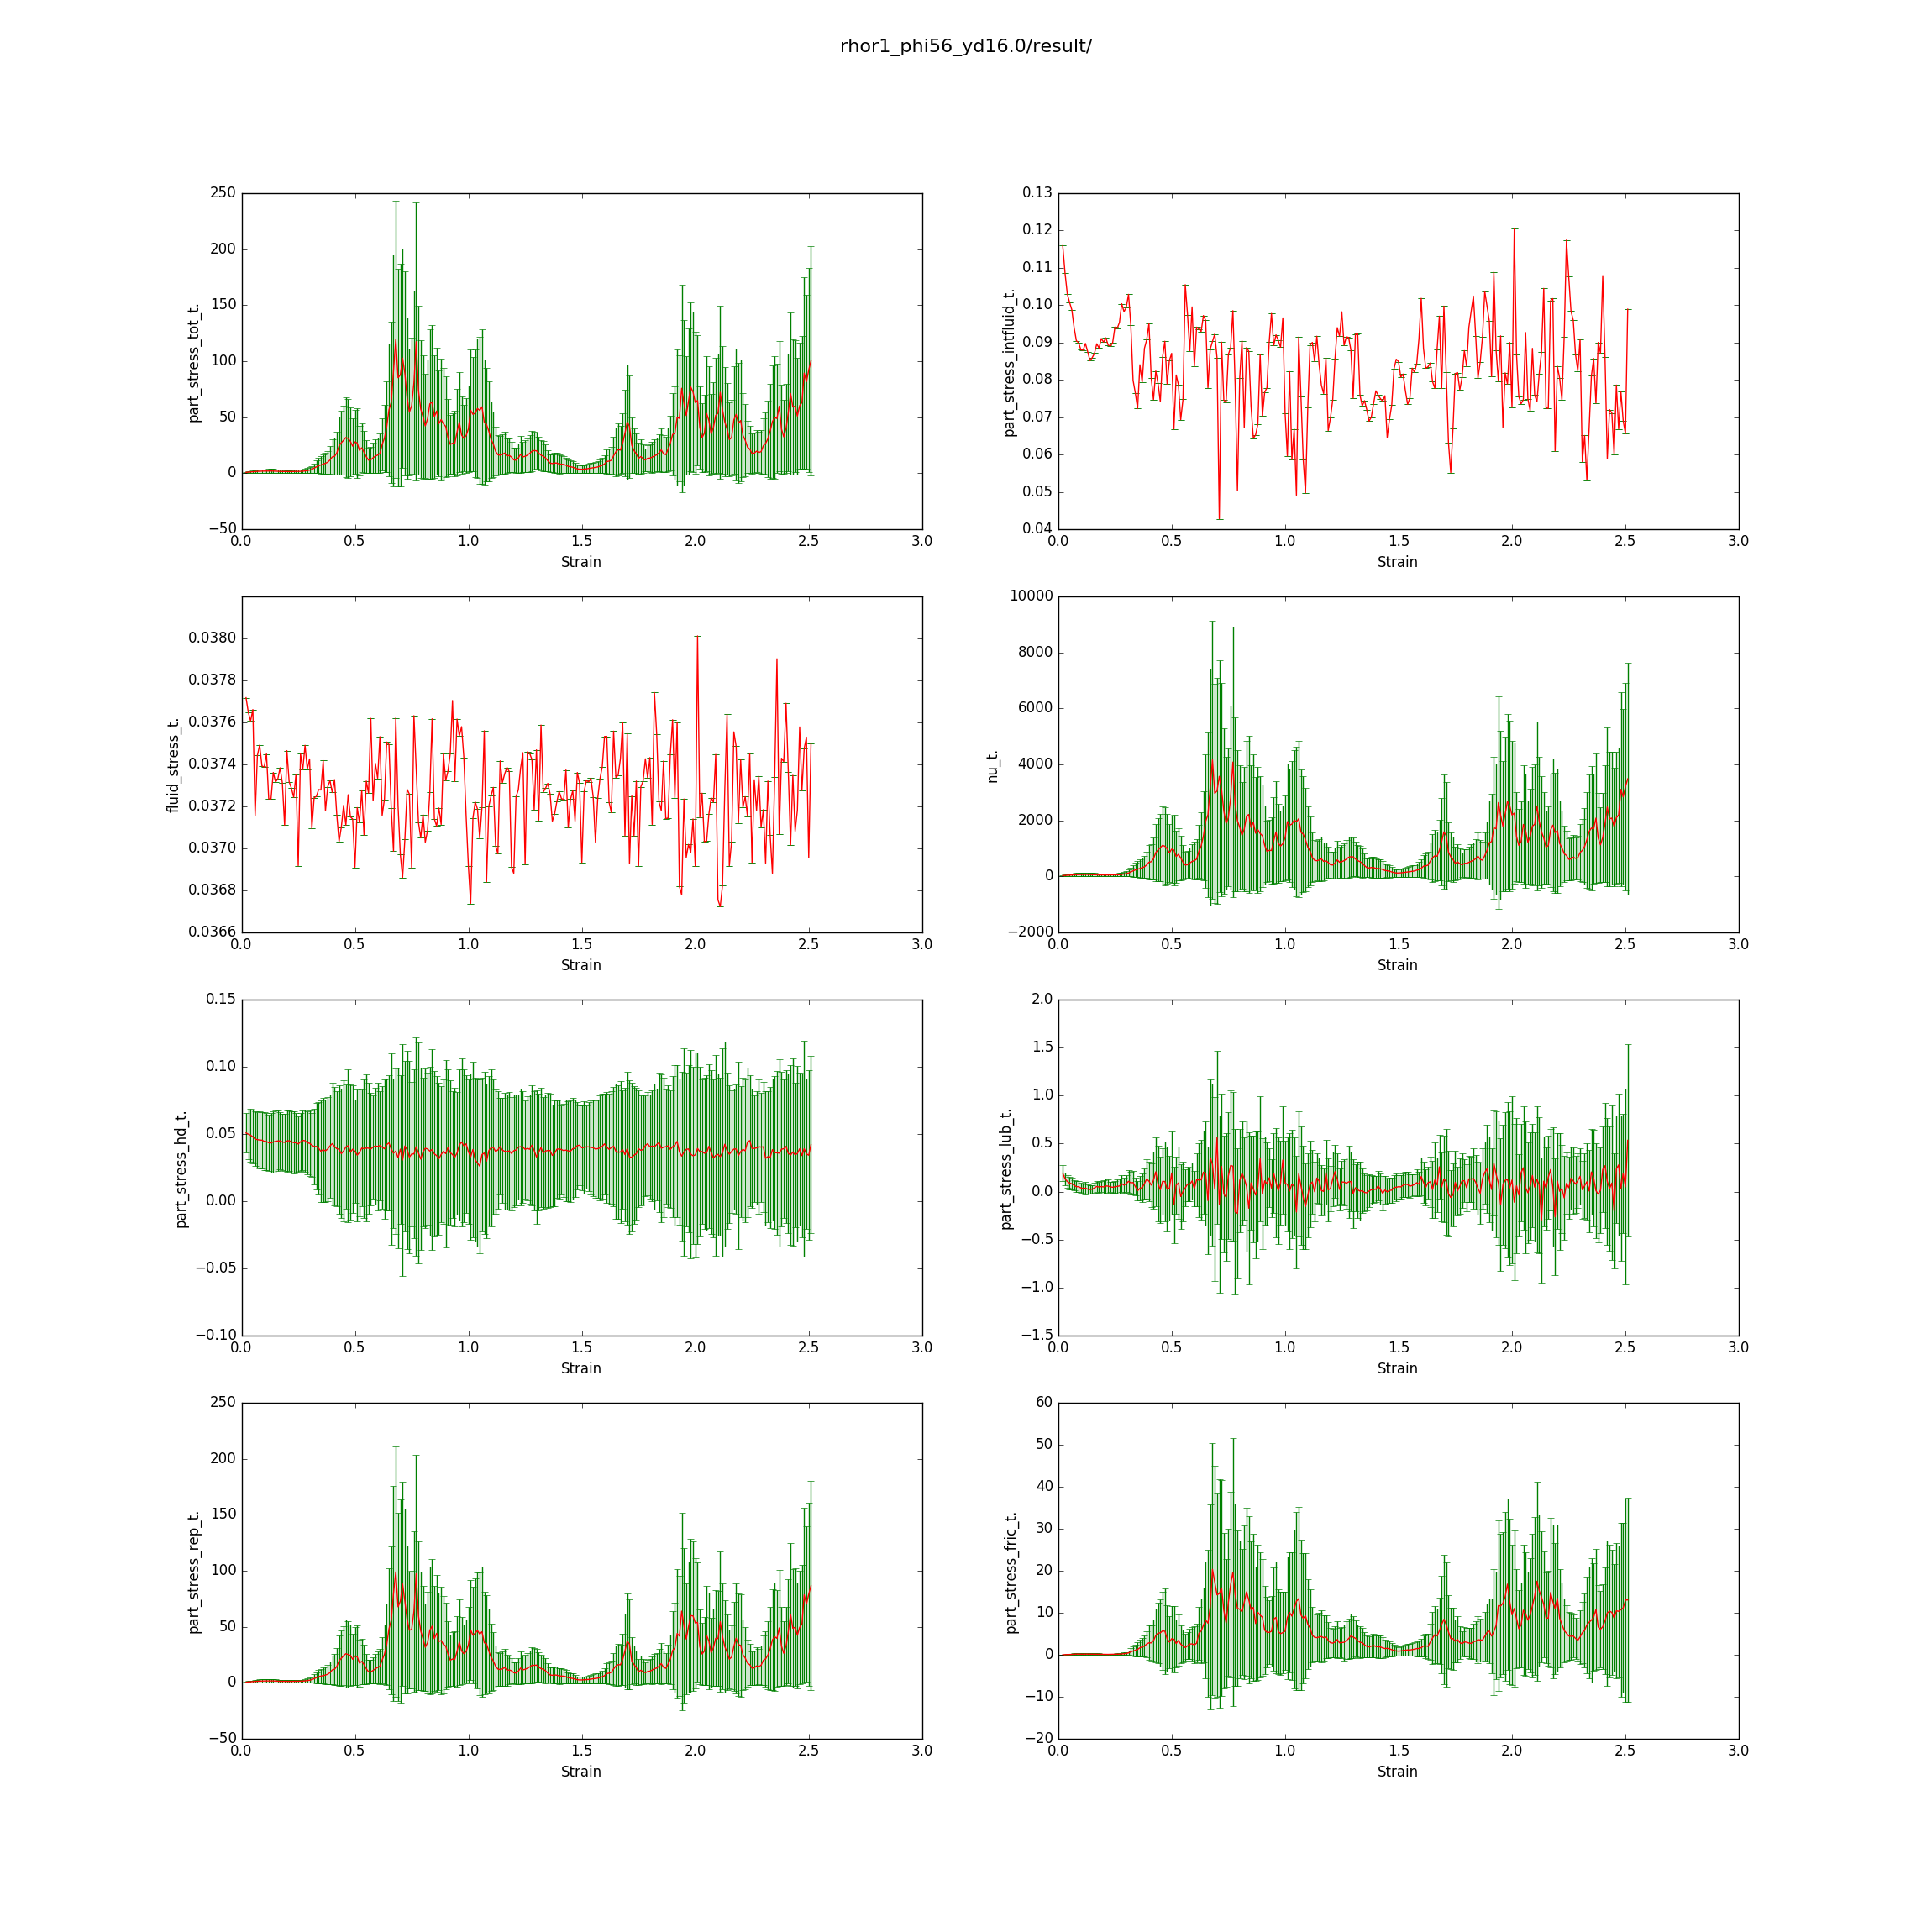 rhor1_phi56_yd16.0/result/
250
200
150
100
50
0
−50
part_stress_tot_t.
0.0 0.5 1.0 1.5 2.0 2.5 3.0
Strain
0.13
0.12
0.11
0.10
0.09
0.08
0.07
0.06
0.05
0.04
part_stress_intfluid_t.
0.0 0.5 1.0 1.5 2.0 2.5 3.0
Strain
0.0380
0.0378
0.0376
0.0374
0.0372
0.0370
0.0368
0.0366
fluid_stress_t.
0.0 0.5 1.0 1.5 2.0 2.5 3.0
Strain
10000
8000
6000
4000
2000
0
−2000
nu_t.
0.0 0.5 1.0 1.5 2.0 2.5 3.0
Strain
0.15
0.10
0.05
0.00
−0.05
−0.10
part_stress_hd_t.
0.0 0.5 1.0 1.5 2.0 2.5 3.0
Strain
2.0
1.5
1.0
0.5
0.0
−0.5
−1.0
−1.5
part_stress_lub_t.
0.0 0.5 1.0 1.5 2.0 2.5 3.0
Strain
250
200
150
100
50
0
−50
part_stress_rep_t.
0.0 0.5 1.0 1.5 2.0 2.5 3.0
Strain
60
50
40
30
20
10
0
−10
−20
part_stress_fric_t.
0.0 0.5 1.0 1.5 2.0 2.5 3.0
Strain